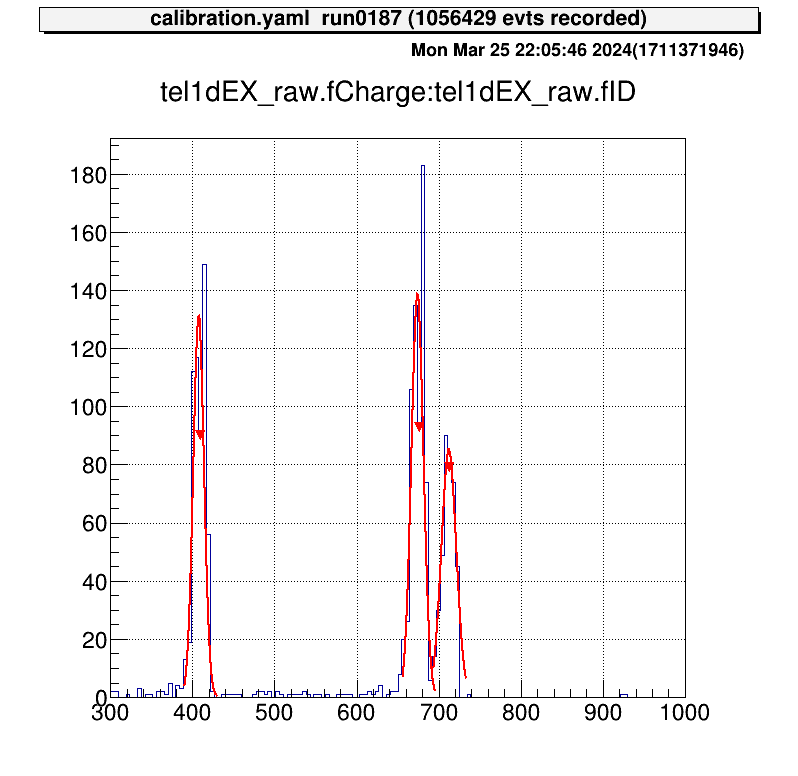 calibration.yaml run0187 (1056429 evts recorded)
Mon Mar 25 22:05:46 2024(1711371946)
tel1dEX_raw.fCharge:tel1dEX_raw.fID
180
160
140
120
100
80
60
40
20
0
300 400 500 600 700 800 900 1000